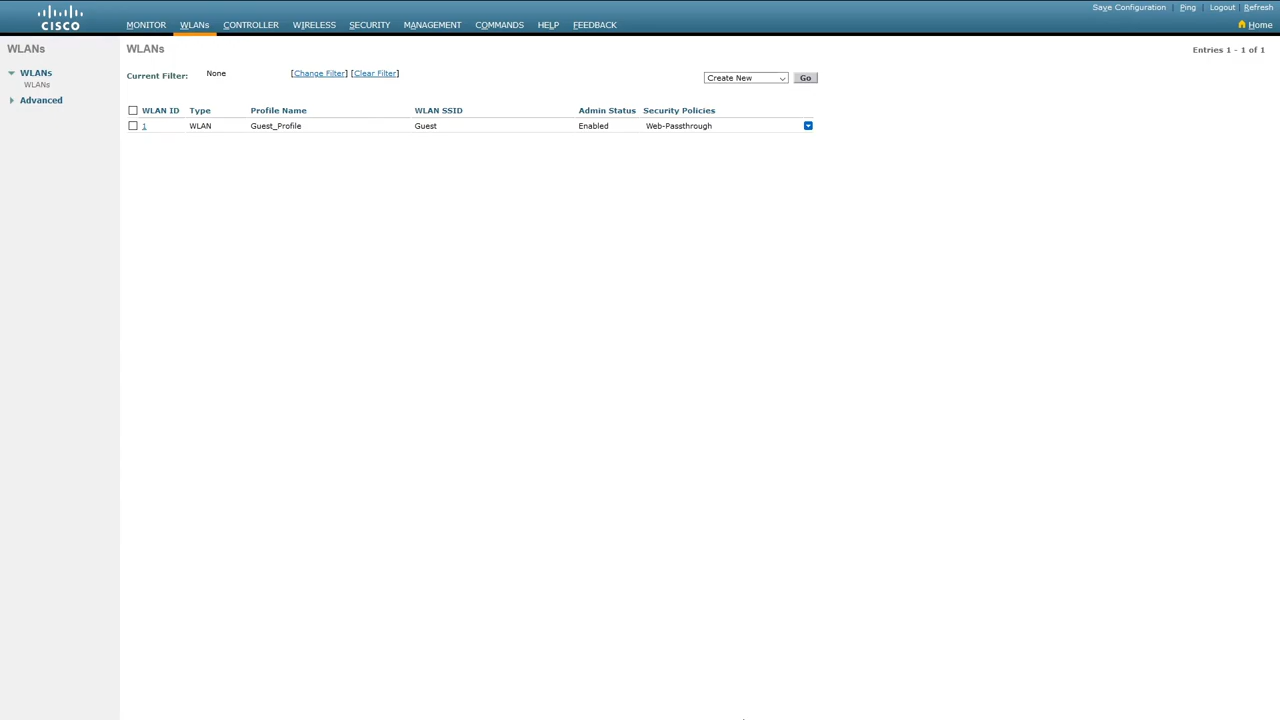 Save Configuration | Ping | Logout | Refresh
CISCO MONITOR WLANs CONTROLLER WIRELESS SECURITY MANAGEMENT COMMANDS HELP FEEDBACK Home
WLANs WLANs Entries 1 - 1 of 1
WLANs
WLANs
Advanced
Current Filter: None [Change Filter] [Clear Filter] Create New Go
WLAN ID Type Profile Name WLAN SSID Admin Status Security Policies
1 WLAN Guest_Profile Guest Enabled Web-Passthrough